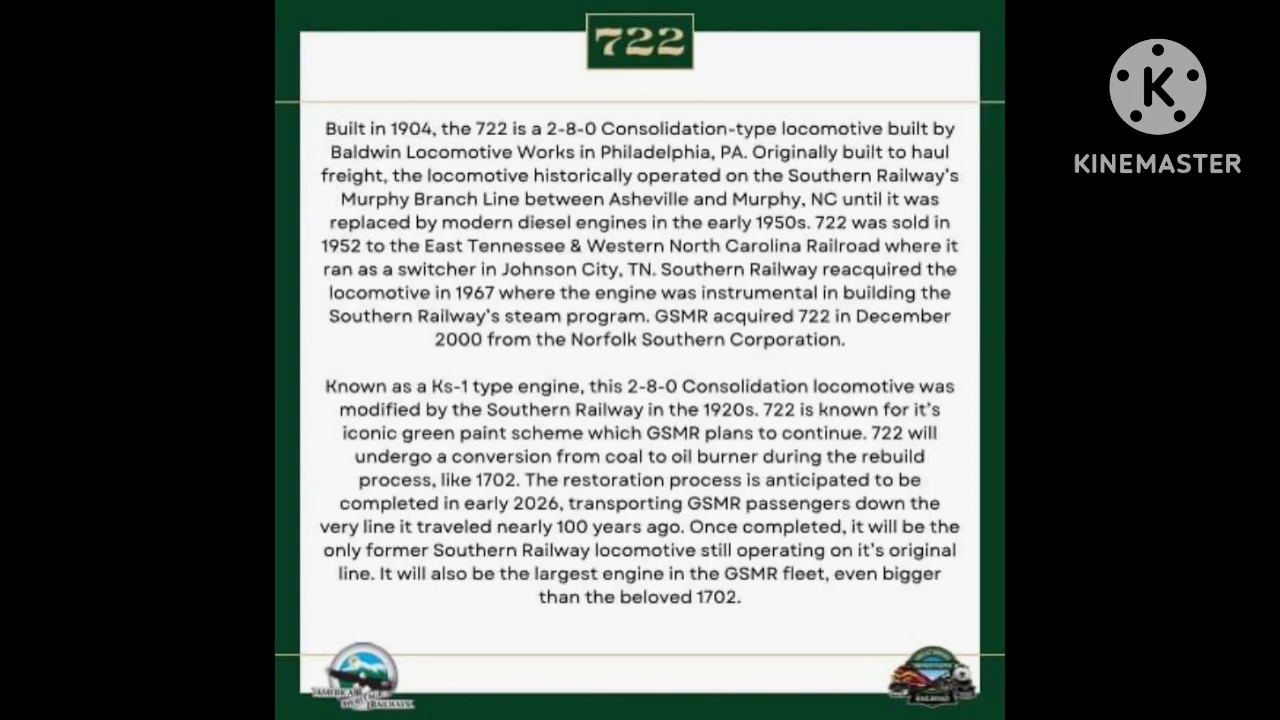 722
KINEMASTER
Built in 1904, the 722 is a 2-8-0 Consolidation-type locomotive built by
Baldwin Locomotive Works in Philadelphia, PA. Originally built to haul
freight, the locomotive historically operated on the Southern Railway's
Murphy Branch Line between Asheville and Murphy, NC until it was
replaced by modern diesel engines in the early 1950s. 722 was sold in
1952 to the East Tennessee & Western North Carolina Railroad where it
ran as a switcher in Johnson City, TN. Southern Railway reacquired the
locomotive in 1967 where the engine was instrumental in building the
Southern Railway's steam program. GSMR acquired 722 in December
2000 from the Norfolk Southern Corporation.
Known as a Ks-1 type engine, this 2-8-0 Consolidation locomotive was
modified by the Southern Railway in the 1920s. 722 is known for it's
iconic green paint scheme which GSMR plans to continue. 722 will
undergo a conversion from coal to oil burner during the rebuild
process, like 1702. The restoration process is anticipated to be
completed in early 2026, transporting GSMR passengers down the
very line it traveled nearly 100 years ago. Once completed, it will be the
only former Southern Railway locomotive still operating on it's original
line. It will also be the largest engine in the GSMR fleet, even bigger
than the beloved 1702.
AMERICAN
HERITAGE
RAILWAYS
RAILROAD